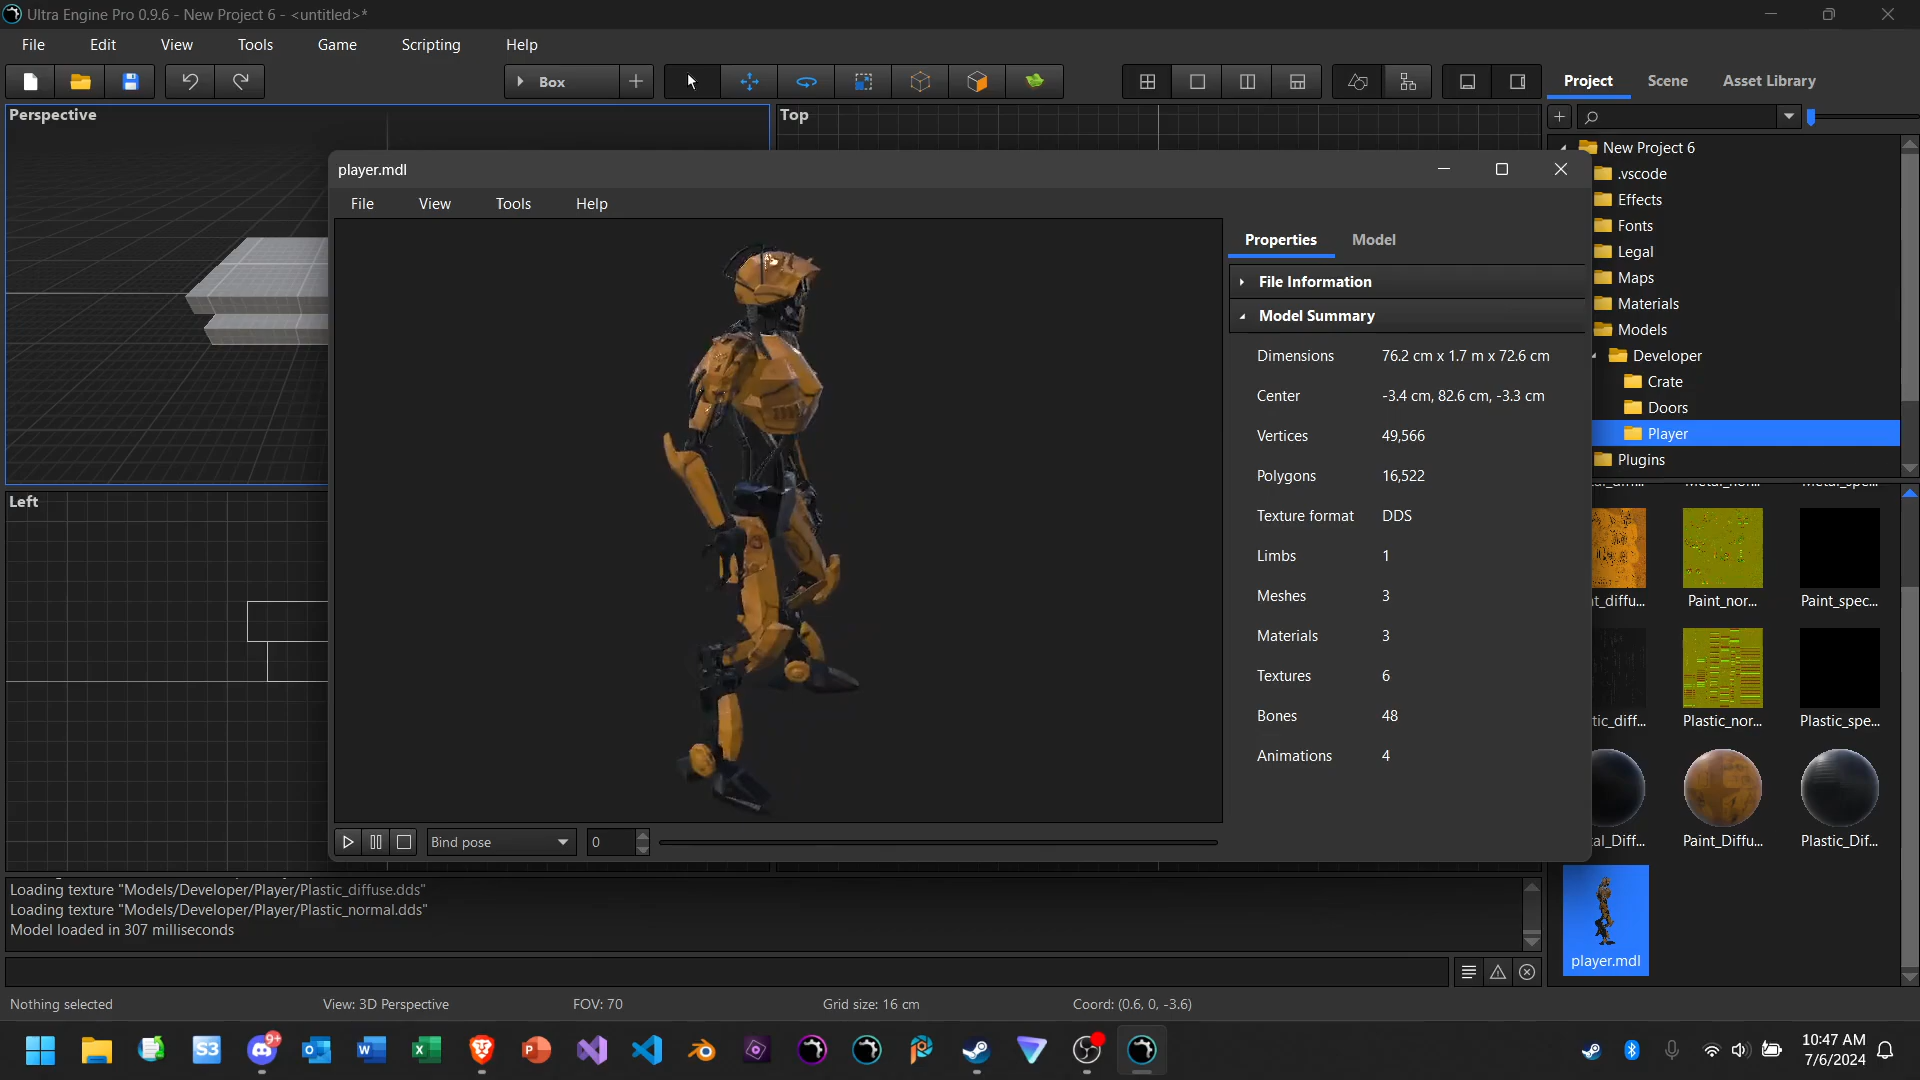 Ultra Engine Pro 0.9.6 - New Project 6 - <untitled>*
File Edit View Tools Game Scripting Help
Box
Project Scene Asset Library
Perspective
Top
New Project 6
.vscode
Effects
Fonts
Legal
Maps
Materials
Models
Developer
Crate
Doors
Player
Plugins
player.mdl
File View Tools Help
Properties Model
File Information
Model Summary
Dimensions 76.2 cm x 1.7 m x 72.6 cm
Center -3.4 cm, 82.6 cm, -3.3 cm
Vertices 49,566
Polygons 16,522
Texture format DDS
Limbs 1
Meshes 3
Materials 3
Textures 6
Bones 48
Animations 4
Bind pose 0
Left
t_diffu... Paint_nor... Paint_spec...
tic_diff... Plastic_nor... Plastic_spe...
al_Diff... Paint_Diffu... Plastic_Dif...
player.mdl
Loading texture "Models/Developer/Player/Plastic_diffuse.dds"
Loading texture "Models/Developer/Player/Plastic_normal.dds"
Model loaded in 307 milliseconds
Nothing selected View: 3D Perspective FOV: 70 Grid size: 16 cm Coord: (0.6, 0, -3.6)
S3 9+
10:47 AM
7/6/2024